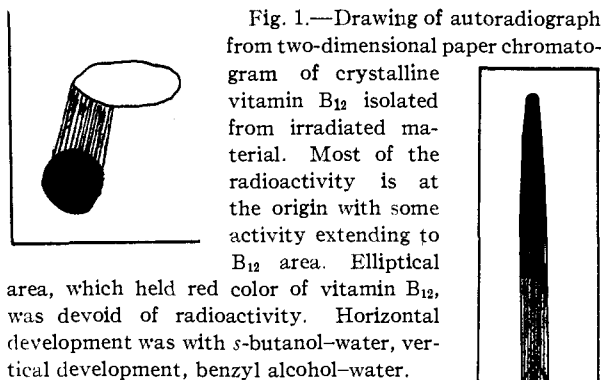 Fig. 1.—Drawing of autoradiograph
from two-dimensional paper chromato-
gram of crystalline
vitamin B₁₂ isolated
from irradiated ma-
terial. Most of the
radioactivity is at
the origin with some
activity extending to
B₁₂ area. Elliptical
area, which held red color of vitamin B₁₂,
was devoid of radioactivity. Horizontal
development was with s-butanol–water, ver-
tical development, benzyl alcohol–water.